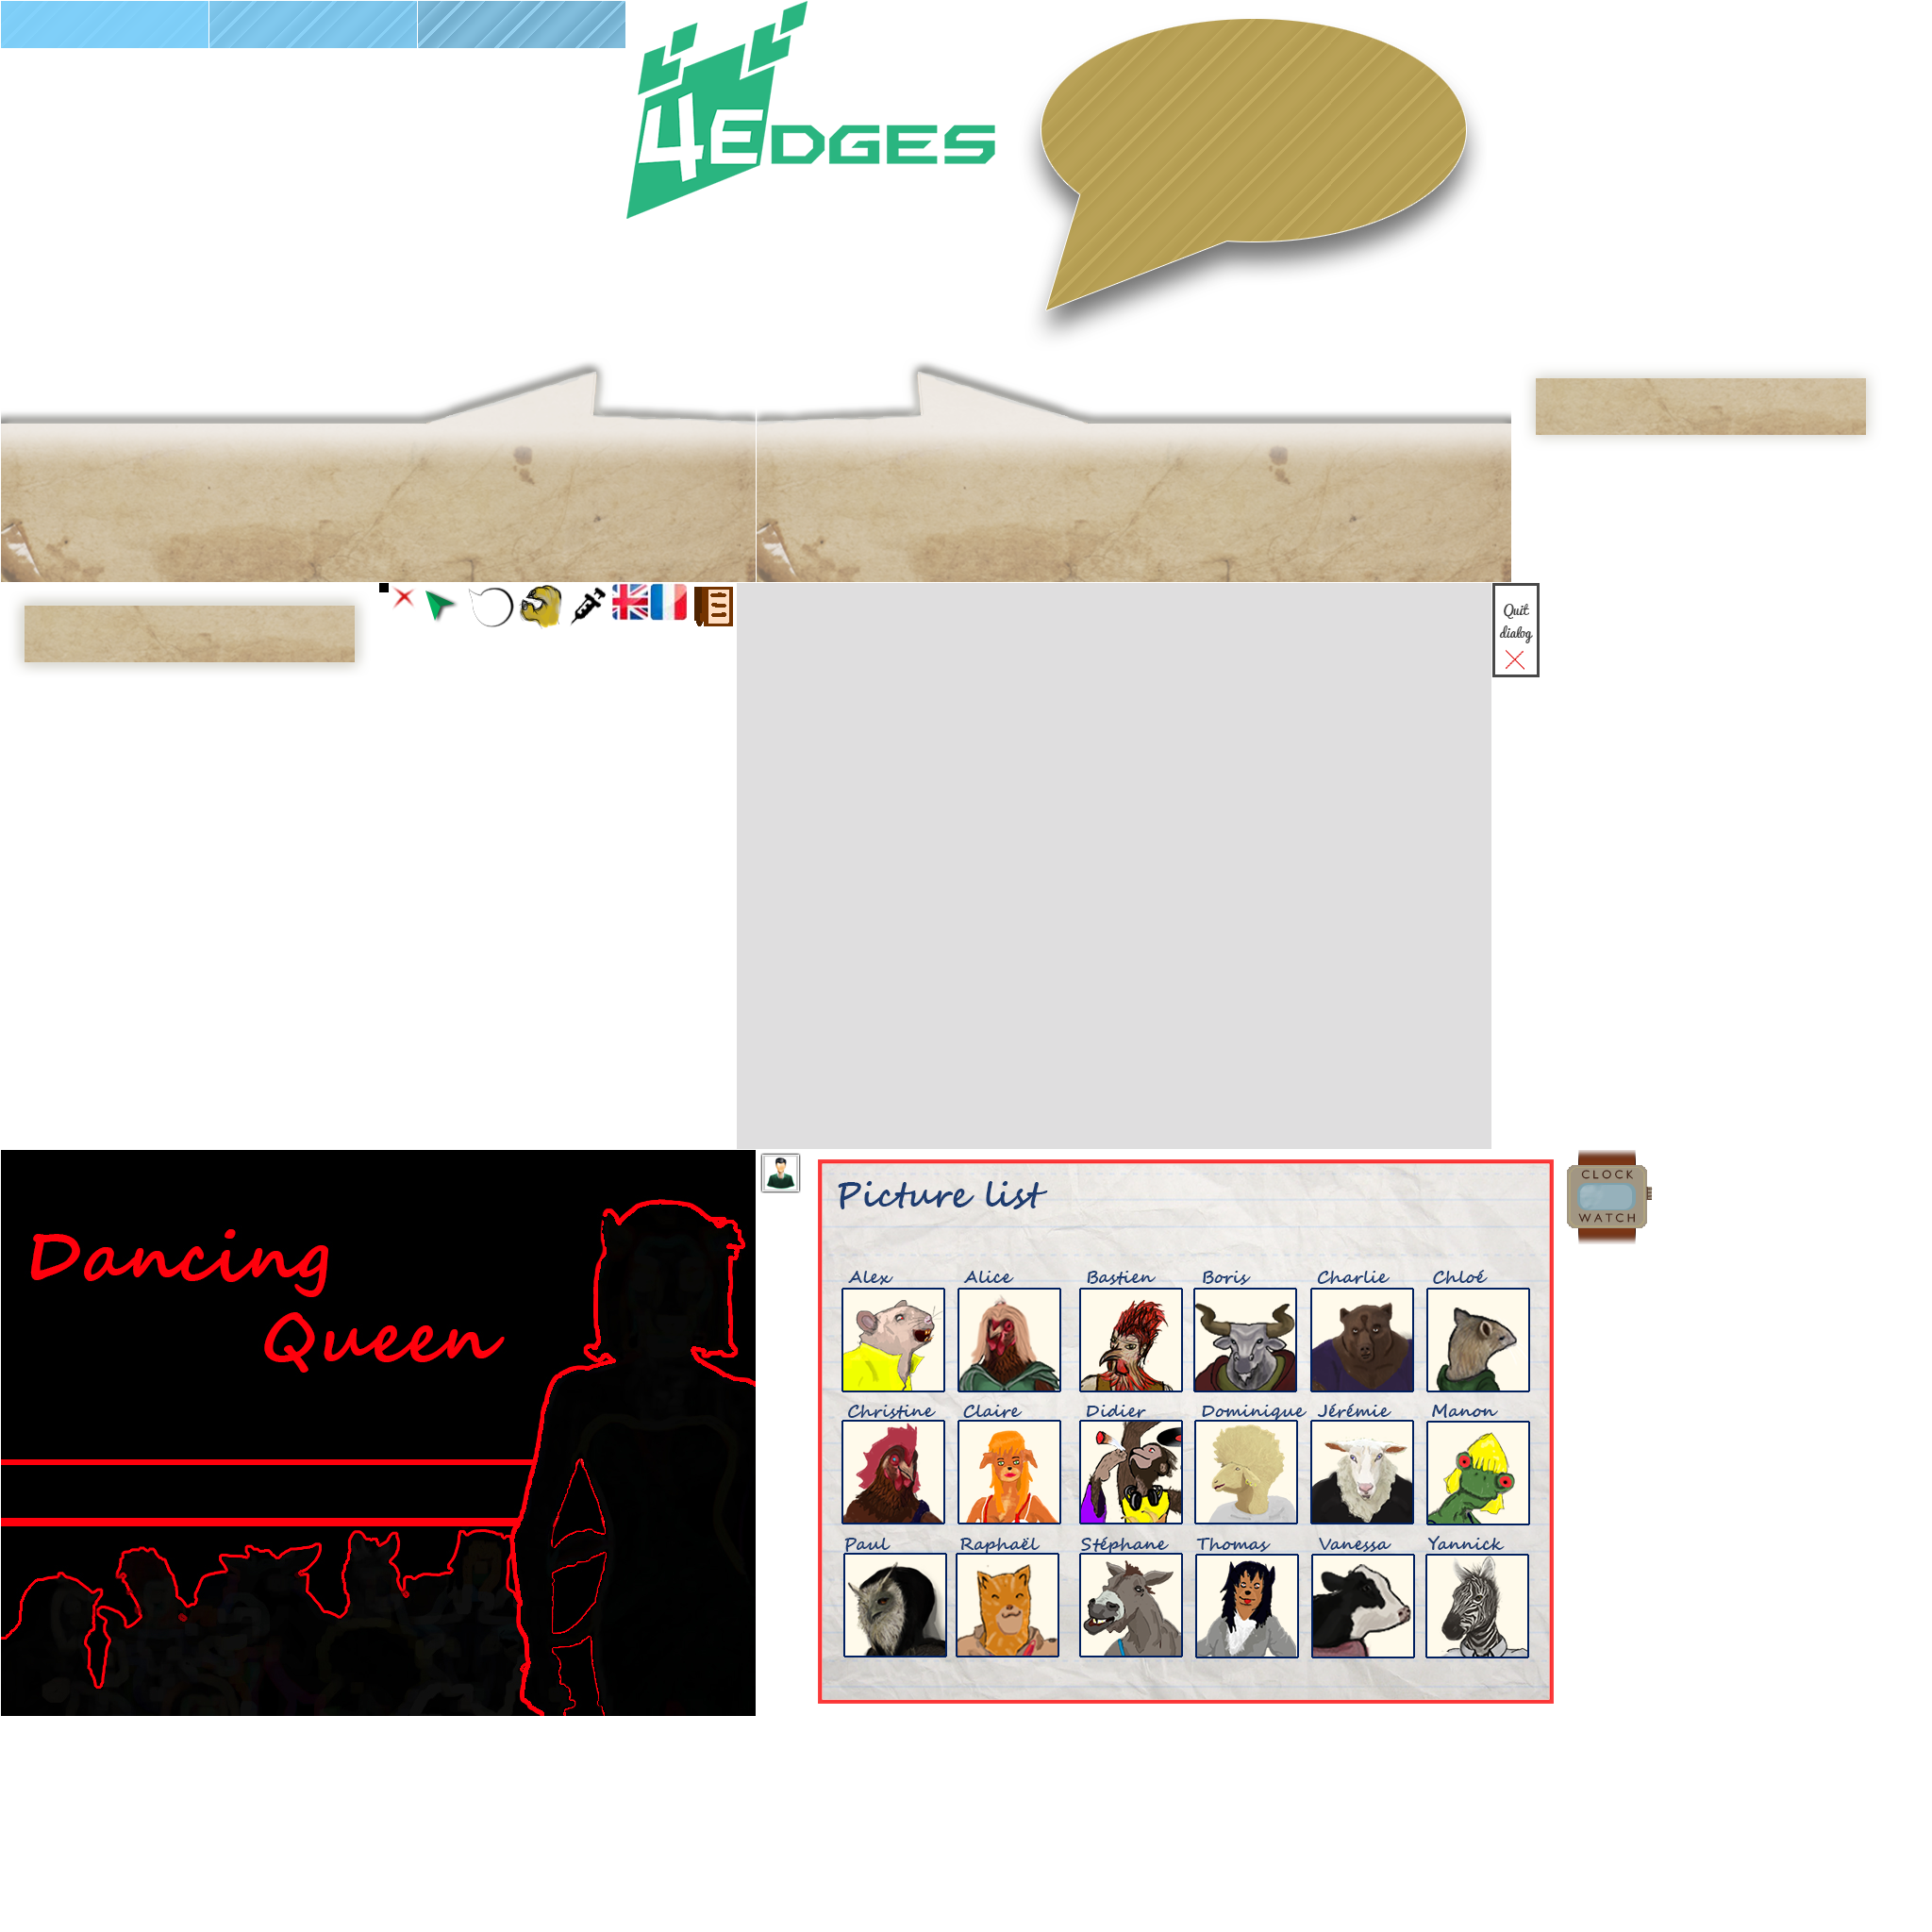 4EDGES
Quit
dialog
Dancing
Queen
Picture list
CLOCK
WATCH
Alex Alice Bastien Boris Charlie Chloé
Christine Claire Didier Dominique Jérémie Manon
Paul Raphaël Stéphane Thomas Vanessa Yannick